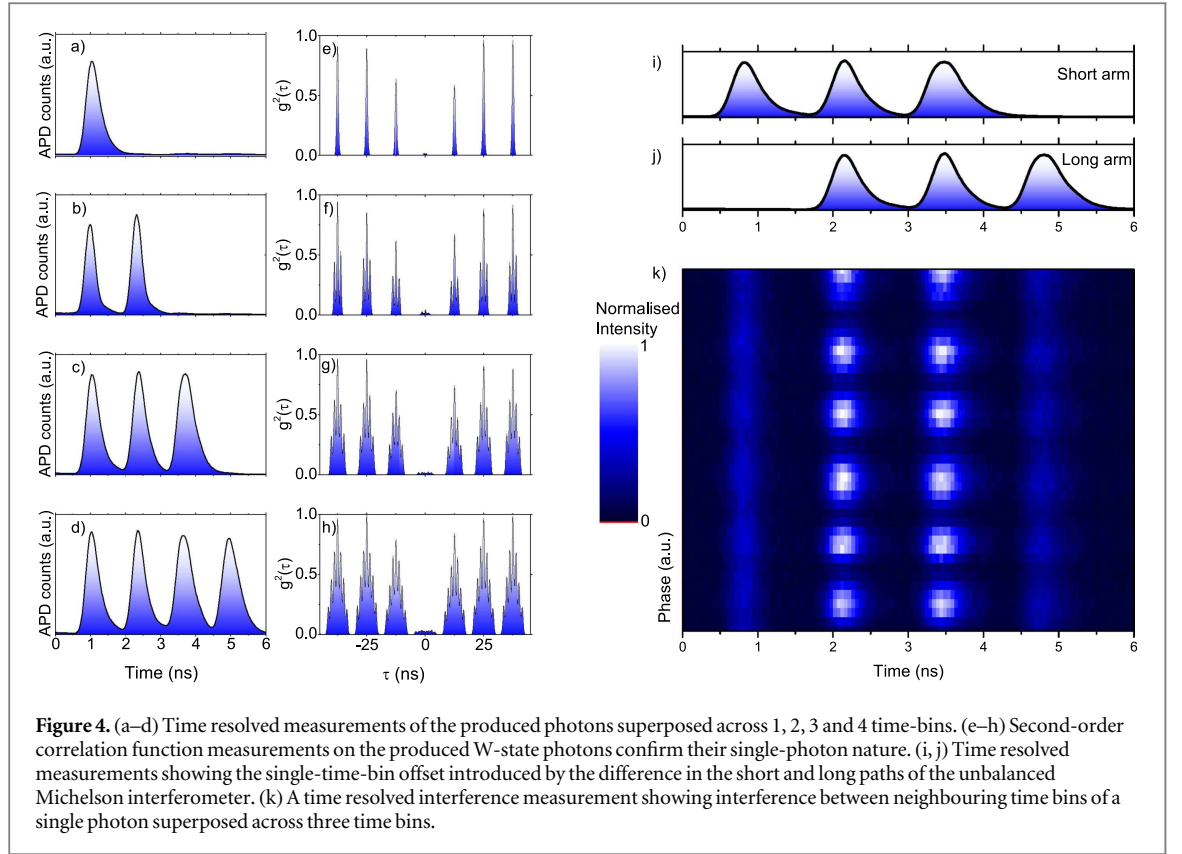 a)
APD counts (a.u.)
b)
APD counts (a.u.)
c)
APD counts (a.u.)
d)
APD counts (a.u.)
0 1 2 3 4 5 6
Time (ns)
1.0
e)
g²(τ)
0.0
1.0
f)
0.5
g²(τ)
0.0
1.0
g)
0.5
g²(τ)
0.0
1.0
h)
0.5
g²(τ)
0.0
-25 0 25
τ (ns)
i)
Short arm
j)
Long arm
0 1 2 3 4 5 6
k)
Normalised
Intensity
1
0
Phase (a.u.)
0 1 2 3 4 5 6
Time (ns)
Figure 4. (a–d) Time resolved measurements of the produced photons superposed across 1, 2, 3 and 4 time-bins. (e–h) Second-order
correlation function measurements on the produced W-state photons confirm their single-photon nature. (i, j) Time resolved
measurements showing the single-time-bin offset introduced by the difference in the short and long paths of the unbalanced
Michelson interferometer. (k) A time resolved interference measurement showing interference between neighbouring time bins of a
single photon superposed across three time bins.